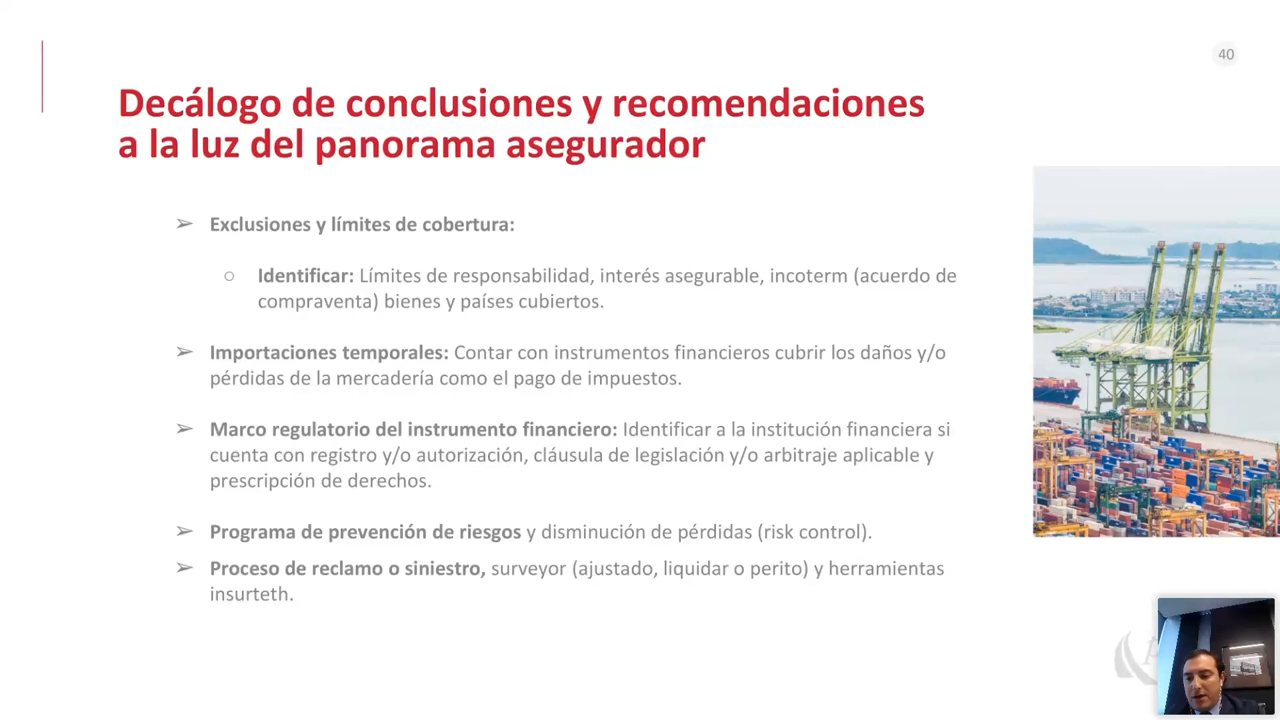 40
Decálogo de conclusiones y recomendaciones
a la luz del panorama asegurador
➢ Exclusiones y límites de cobertura:
○ Identificar: Límites de responsabilidad, interés asegurable, incoterm (acuerdo de
compraventa) bienes y países cubiertos.
➢ Importaciones temporales: Contar con instrumentos financieros cubrir los daños y/o
pérdidas de la mercadería como el pago de impuestos.
➢ Marco regulatorio del instrumento financiero: Identificar a la institución financiera si
cuenta con registro y/o autorización, cláusula de legislación y/o arbitraje aplicable y
prescripción de derechos.
➢ Programa de prevención de riesgos y disminución de pérdidas (risk control).
➢ Proceso de reclamo o siniestro, surveyor (ajustado, liquidar o perito) y herramientas
insurteth.